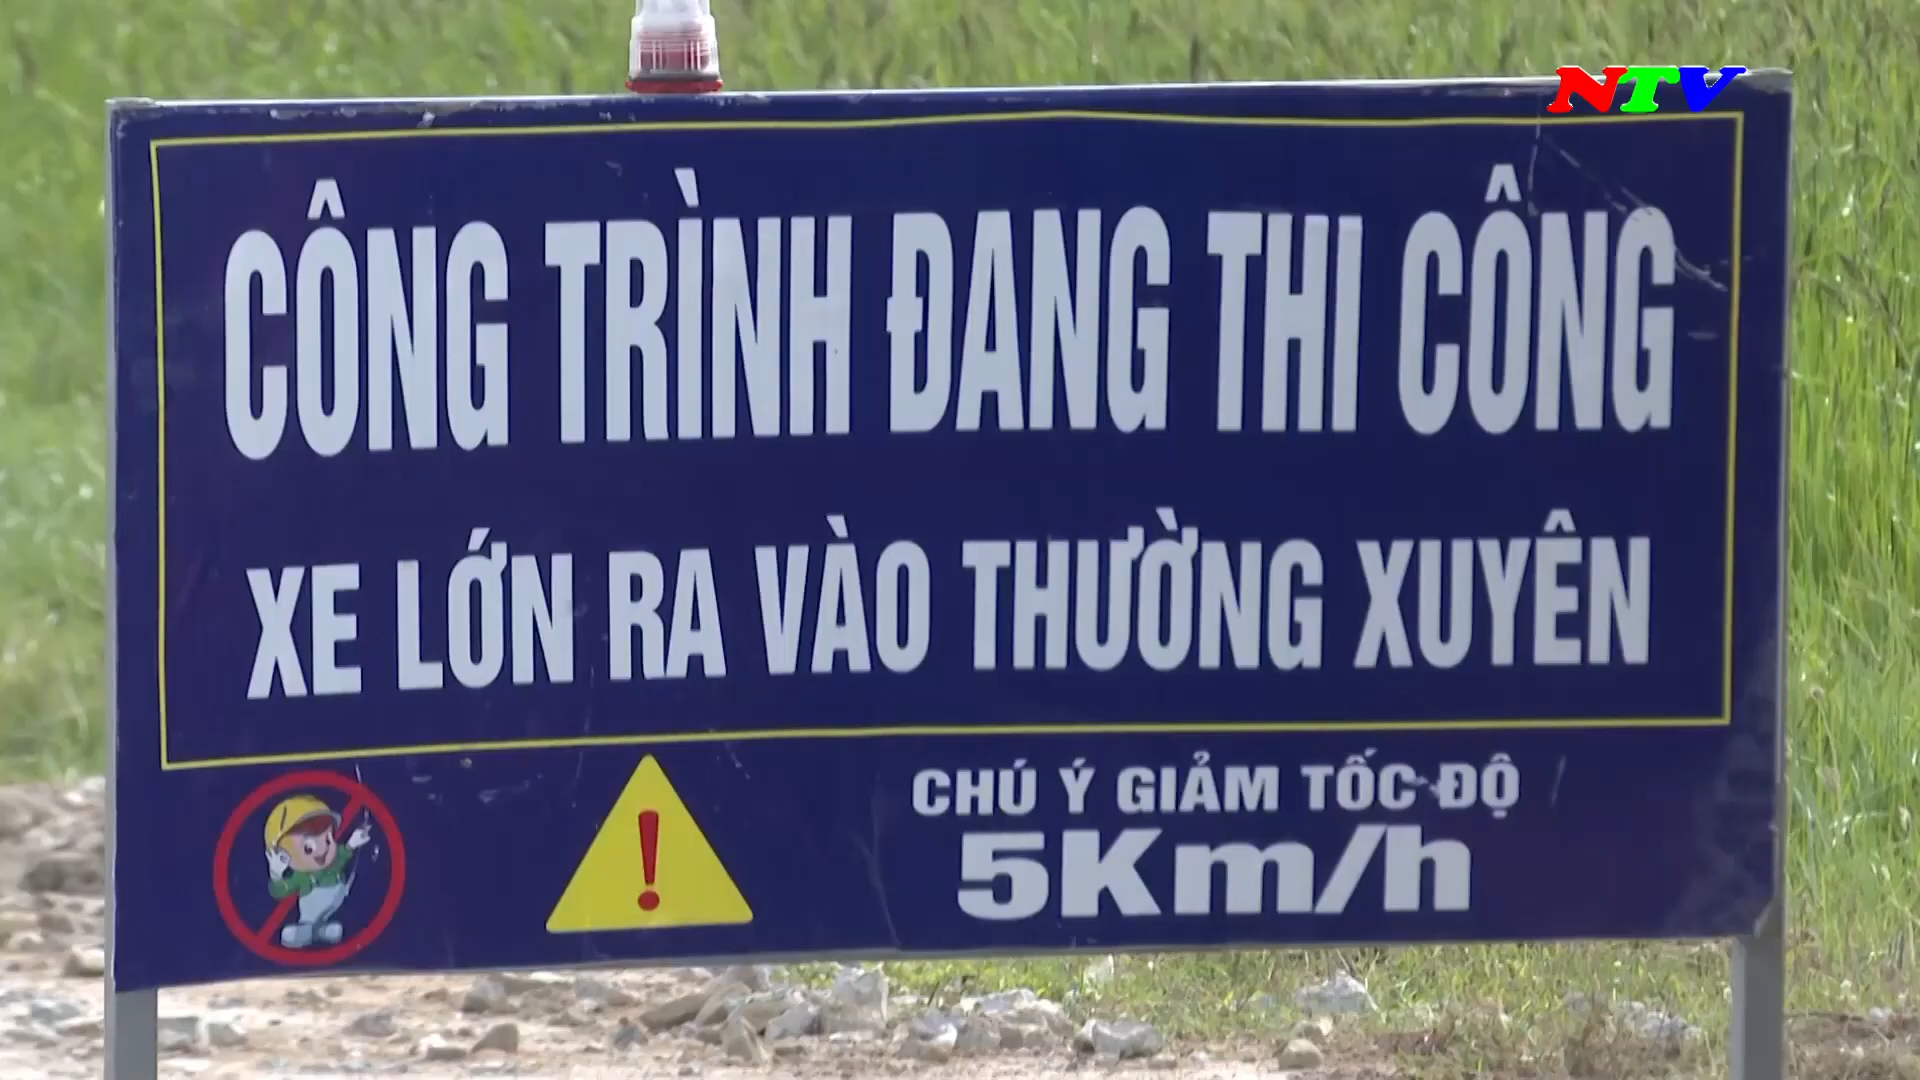 NTV
CÔNG TRÌNH ĐANG THI CÔNG
XE LỚN RA VÀO THƯỜNG XUYÊN
CHÚ Ý GIẢM TỐC ĐỘ
5Km/h